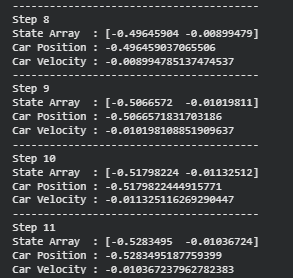 ----------------------------------------
Step 8
State Array  : [-0.49645904 -0.00899479]
Car Position : -0.496459037065506
Car Velocity : -0.008994785137474537
----------------------------------------
Step 9
State Array  : [-0.5066572  -0.01019811]
Car Position : -0.5066571831703186
Car Velocity : -0.010198108851909637
----------------------------------------
Step 10
State Array  : [-0.51798224 -0.01132512]
Car Position : -0.5179822444915771
Car Velocity : -0.011325116269290447
----------------------------------------
Step 11
State Array  : [-0.5283495  -0.01036724]
Car Position : -0.5283495187759399
Car Velocity : -0.010367237962782383